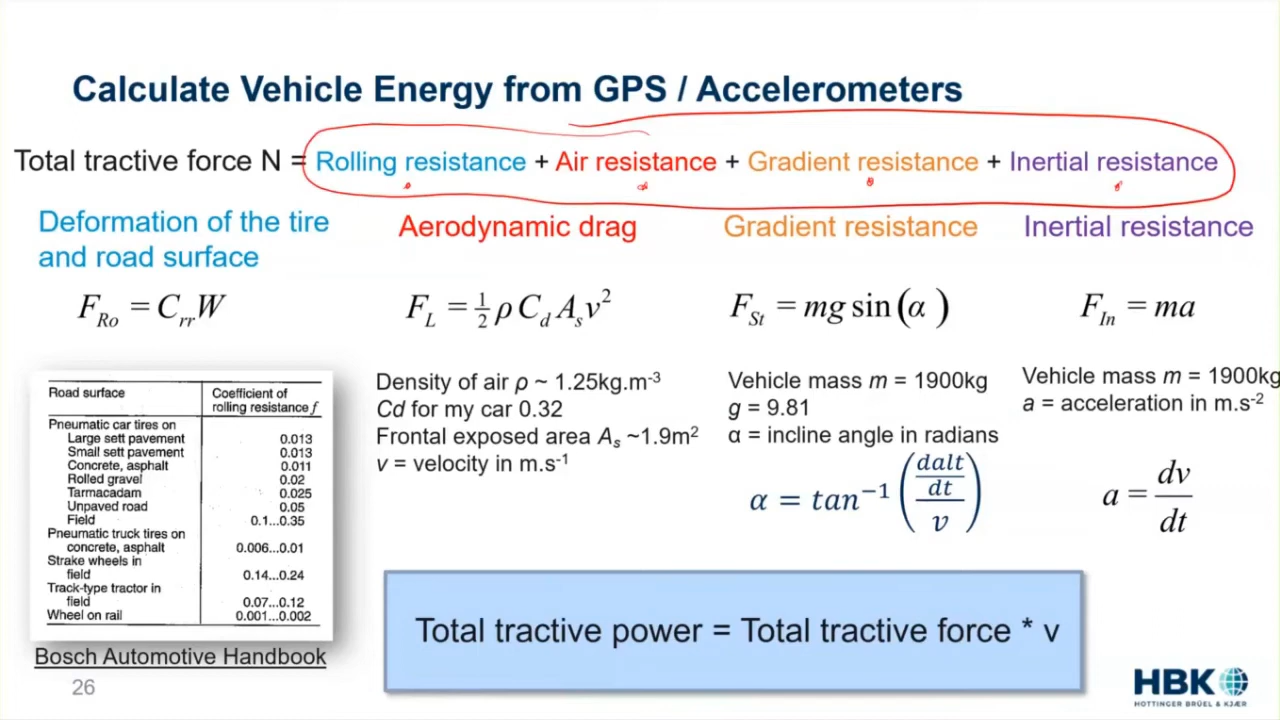 Calculate Vehicle Energy from GPS / Accelerometers
Total tractive force N = Rolling resistance + Air resistance + Gradient resistance + Inertial resistance
Deformation of the tire
and road surface
F_Ro = C_rr W
Road surface Coefficient of
rolling resistance f
Pneumatic car tires on
Large sett pavement 0.013
Small sett pavement 0.013
Concrete, asphalt 0.011
Rolled gravel 0.02
Tarmacadam 0.025
Unpaved road 0.05
Field 0.1...0.35
Pneumatic truck tires on
concrete, asphalt 0.006...0.01
Strake wheels in
field 0.14...0.24
Track-type tractor in
field 0.07...0.12
Wheel on rail 0.001...0.002
Bosch Automotive Handbook
Aerodynamic drag
F_L = ½ ρ C_d A_s v²
Density of air ρ ~ 1.25kg.m⁻³
Cd for my car 0.32
Frontal exposed area A_s ~1.9m²
v = velocity in m.s⁻¹
Gradient resistance
F_St = mg sin(α )
Vehicle mass m = 1900kg
g = 9.81
α = incline angle in radians
α = tan⁻¹ ((dalt/dt)/v)
Inertial resistance
F_In = ma
Vehicle mass m = 1900kg
a = acceleration in m.s⁻²
a = dv/dt
Total tractive power = Total tractive force * v
26
HBK
HOTTINGER BRÜEL & KJÆR